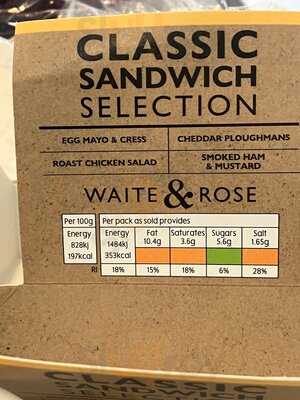 CLASSIC
SANDWICH
SELECTION
EGG MAYO & CRESS
CHEDDAR PLOUGHMANS
ROAST CHICKEN SALAD
SMOKED HAM
& MUSTARD
WAITE & ROSE
Per 100g
Per pack as sold provides
Energy
828kJ
197kcal
Energy
1484kJ
353kcal
Fat
10.4g
Saturates
3.6g
Sugars
5.6g
Salt
1.65g
RI 18% 15% 18% 6% 28%
CLASSIC
SANDWICH